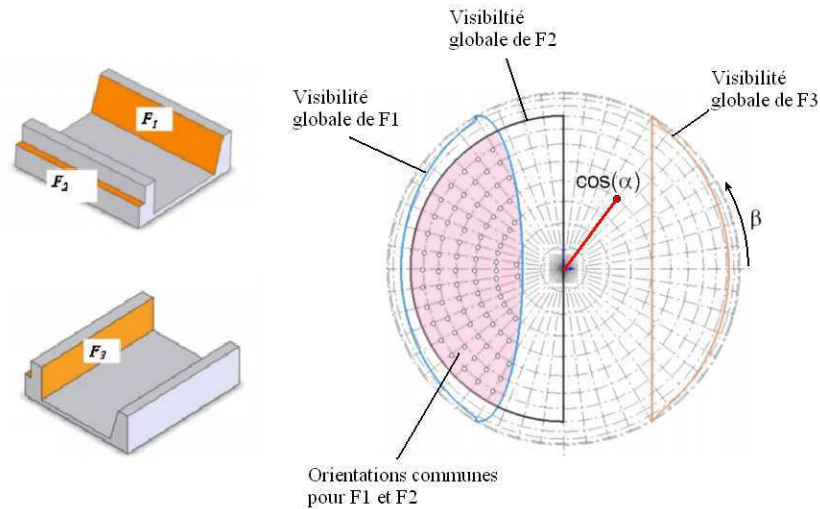 Visibiltié
globale de F2
Visibilité
globale de F3
Visibilité
globale de F1
F1
F2
cos(α)
β
F3
Orientations communes
pour F1 et F2